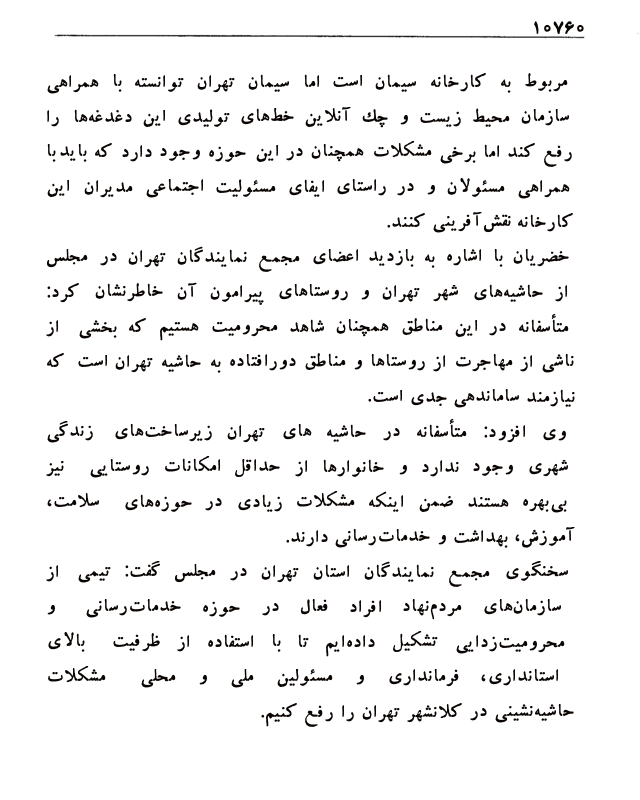 ۱۰۷۶۰
مربوط به کارخانه سیمان است اما سیمان تهران توانسته با همراهی
سازمان محیط زیست و چك آنلاین خط‌های تولیدی این دغدغه‌ها را
رفع کند اما برخی مشکلات همچنان در این حوزه وجود دارد که باید با
همراهی مسئولان و در راستای ایفای مسئولیت اجتماعی مدیران این
کارخانه نقش آفرینی کنند.
خضریان با اشاره به بازدید اعضای مجمع نمایندگان تهران در مجلس
از حاشیه‌های شهر تهران و روستاهای پیرامون آن خاطرنشان کرد:
متأسفانه در این مناطق همچنان شاهد محرومیت هستیم که بخشی از
ناشی از مهاجرت از روستاها و مناطق دورافتاده به حاشیه تهران است که
نیازمند ساماندهی جدی است.
وی افزود: متأسفانه در حاشیه های تهران زیرساخت‌های زندگی
شهری وجود ندارد و خانوارها از حداقل امکانات روستایی نیز
بی‌بهره هستند ضمن اینکه مشکلات زیادی در حوزه‌های سلامت،
آموزش، بهداشت و خدمات‌رسانی دارند.
سخنگوی مجمع نمایندگان استان تهران در مجلس گفت: تیمی از
سازمان‌های مردم‌نهاد افراد فعال در حوزه خدمات‌رسانی و
محرومیت‌زدایی تشکیل داده‌ایم تا با استفاده از ظرفیت بالای
استانداری، فرمانداری و مسئولین ملی و محلی مشکلات
حاشیه‌نشینی در کلانشهر تهران را رفع کنیم.